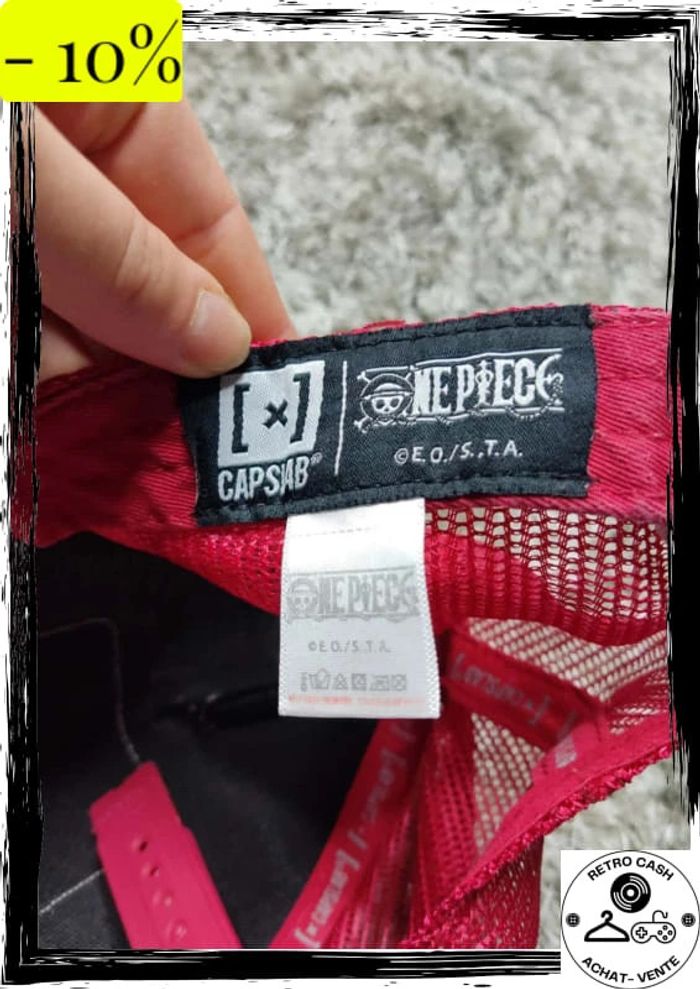 - 10%
[×]
CAPSLAB®
ONE PIECE
©E.O./S.,T.A.
ONE PIECE
©E.O./S.T.A.
RETRO CASH
ACHAT- VENTE